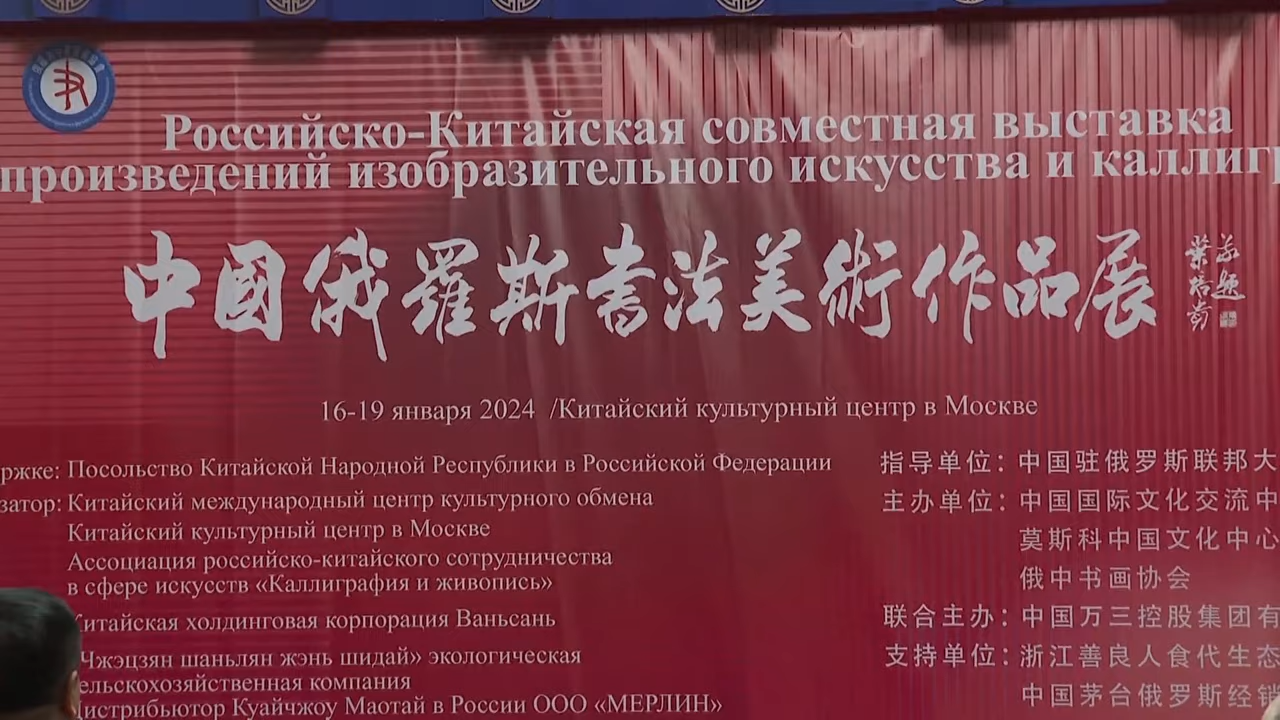 Российско-Китайская совместная выставка
произведений изобразительного искусства и каллиг
中國俄羅斯書法美術作品展
16-19 января 2024 /Китайский культурный центр в Москве
ржке: Посольство Китайской Народной Республики в Российской Федерации
затор: Китайский международный центр культурного обмена
Китайский культурный центр в Москве
Ассоциация российско-китайского сотрудничества
в сфере искусств «Каллиграфия и живопись»
Китайская холдинговая корпорация Ваньсань
Чжэцзян шаньлян жэнь шидай» экологическая
ельскохозяйственная компания
Дистрибьютор Куайчжоу Маотай в России ООО «МЕРЛИН»
指导单位：中国驻俄罗斯联邦大
主办单位：中国国际文化交流中
莫斯科中国文化中心
俄中书画协会
联合主办：中国万三控股集团有
支持单位：浙江善良人食代生态
中国茅台俄罗斯经销